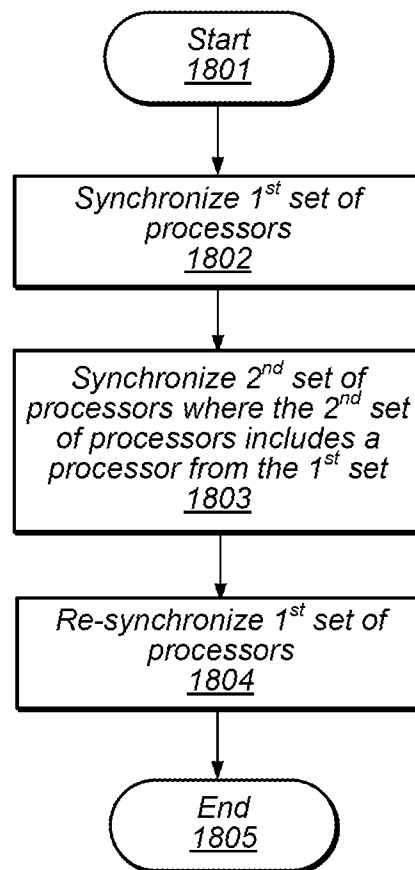 Start
1801
Synchronize 1st set of
processors
1802
Synchronize 2nd set of
processors where the 2nd set
of processors includes a
processor from the 1st set
1803
Re-synchronize 1st set of
processors
1804
End
1805